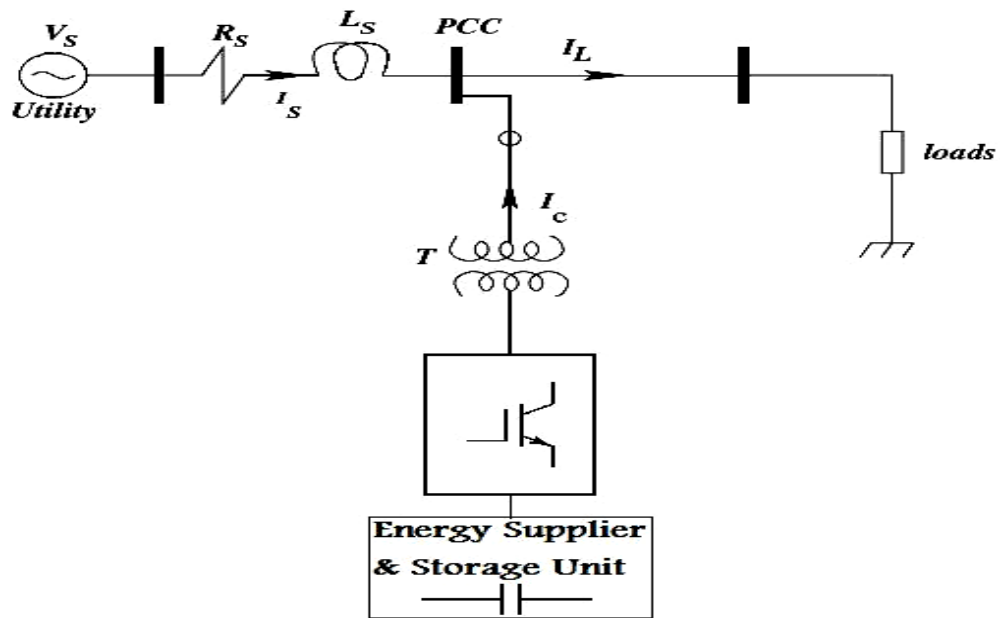 V_S
Utility
R_S
I_S
L_S
PCC
I_L
loads
I_c
T
Energy Supplier
& Storage Unit